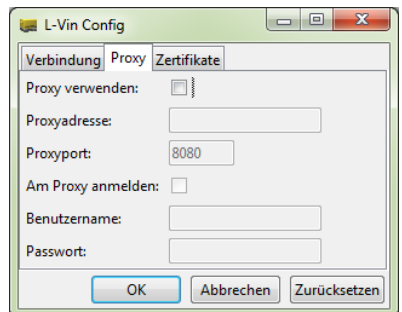 L-Vin Config
Verbindung Proxy Zertifikate
Proxy verwenden:
Proxyadresse:
Proxyport: 8080
Am Proxy anmelden:
Benutzername:
Passwort:
OK Abbrechen Zurücksetzen